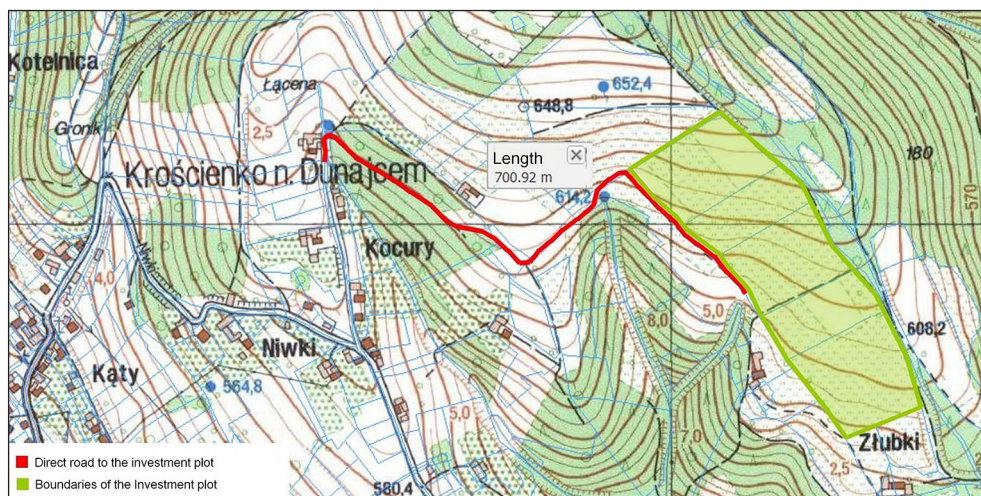 Kotelnica
Łącena
652,4
648,8
Gronik
2,5
Length
700.92 m
180
Krościenko n. Dunajcem
614,2
570
Kocury
Niwki
4,0
8,0
5,0
608,2
Niwki
Kąty
564,8
5,0
7,0
Złubki
2,5
580,4
Direct road to the investment plot
Boundaries of the Investment plot